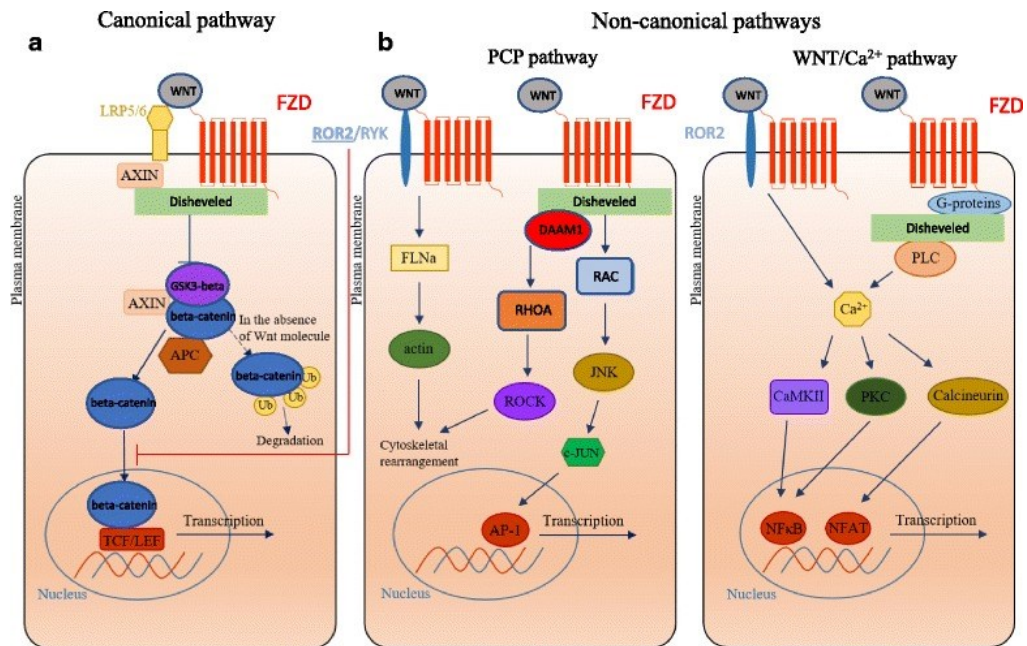 Canonical pathway
Non-canonical pathways
a
b
PCP pathway
WNT/Ca²⁺ pathway
WNT
LRP5/6
FZD
AXIN
Disheveled
Plasma membrane
GSK3-beta
AXIN
beta-catenin
APC
In the absence
of Wnt molecule
beta-catenin
Ub
Ub
Ub
Degradation
beta-catenin
beta-catenin
TCF/LEF
Transcription
Nucleus
ROR2/RYK
WNT
WNT
FZD
Plasma membrane
Disheveled
DAAM1
FLNa
RAC
RHOA
actin
JNK
ROCK
Cytoskeletal
rearrangement
c-JUN
AP-1
Transcription
Nucleus
WNT
WNT
FZD
ROR2
Plasma membrane
G-proteins
Disheveled
PLC
Ca²⁺
CaMKII
PKC
Calcineurin
NFκB
NFAT
Transcription
Nucleus